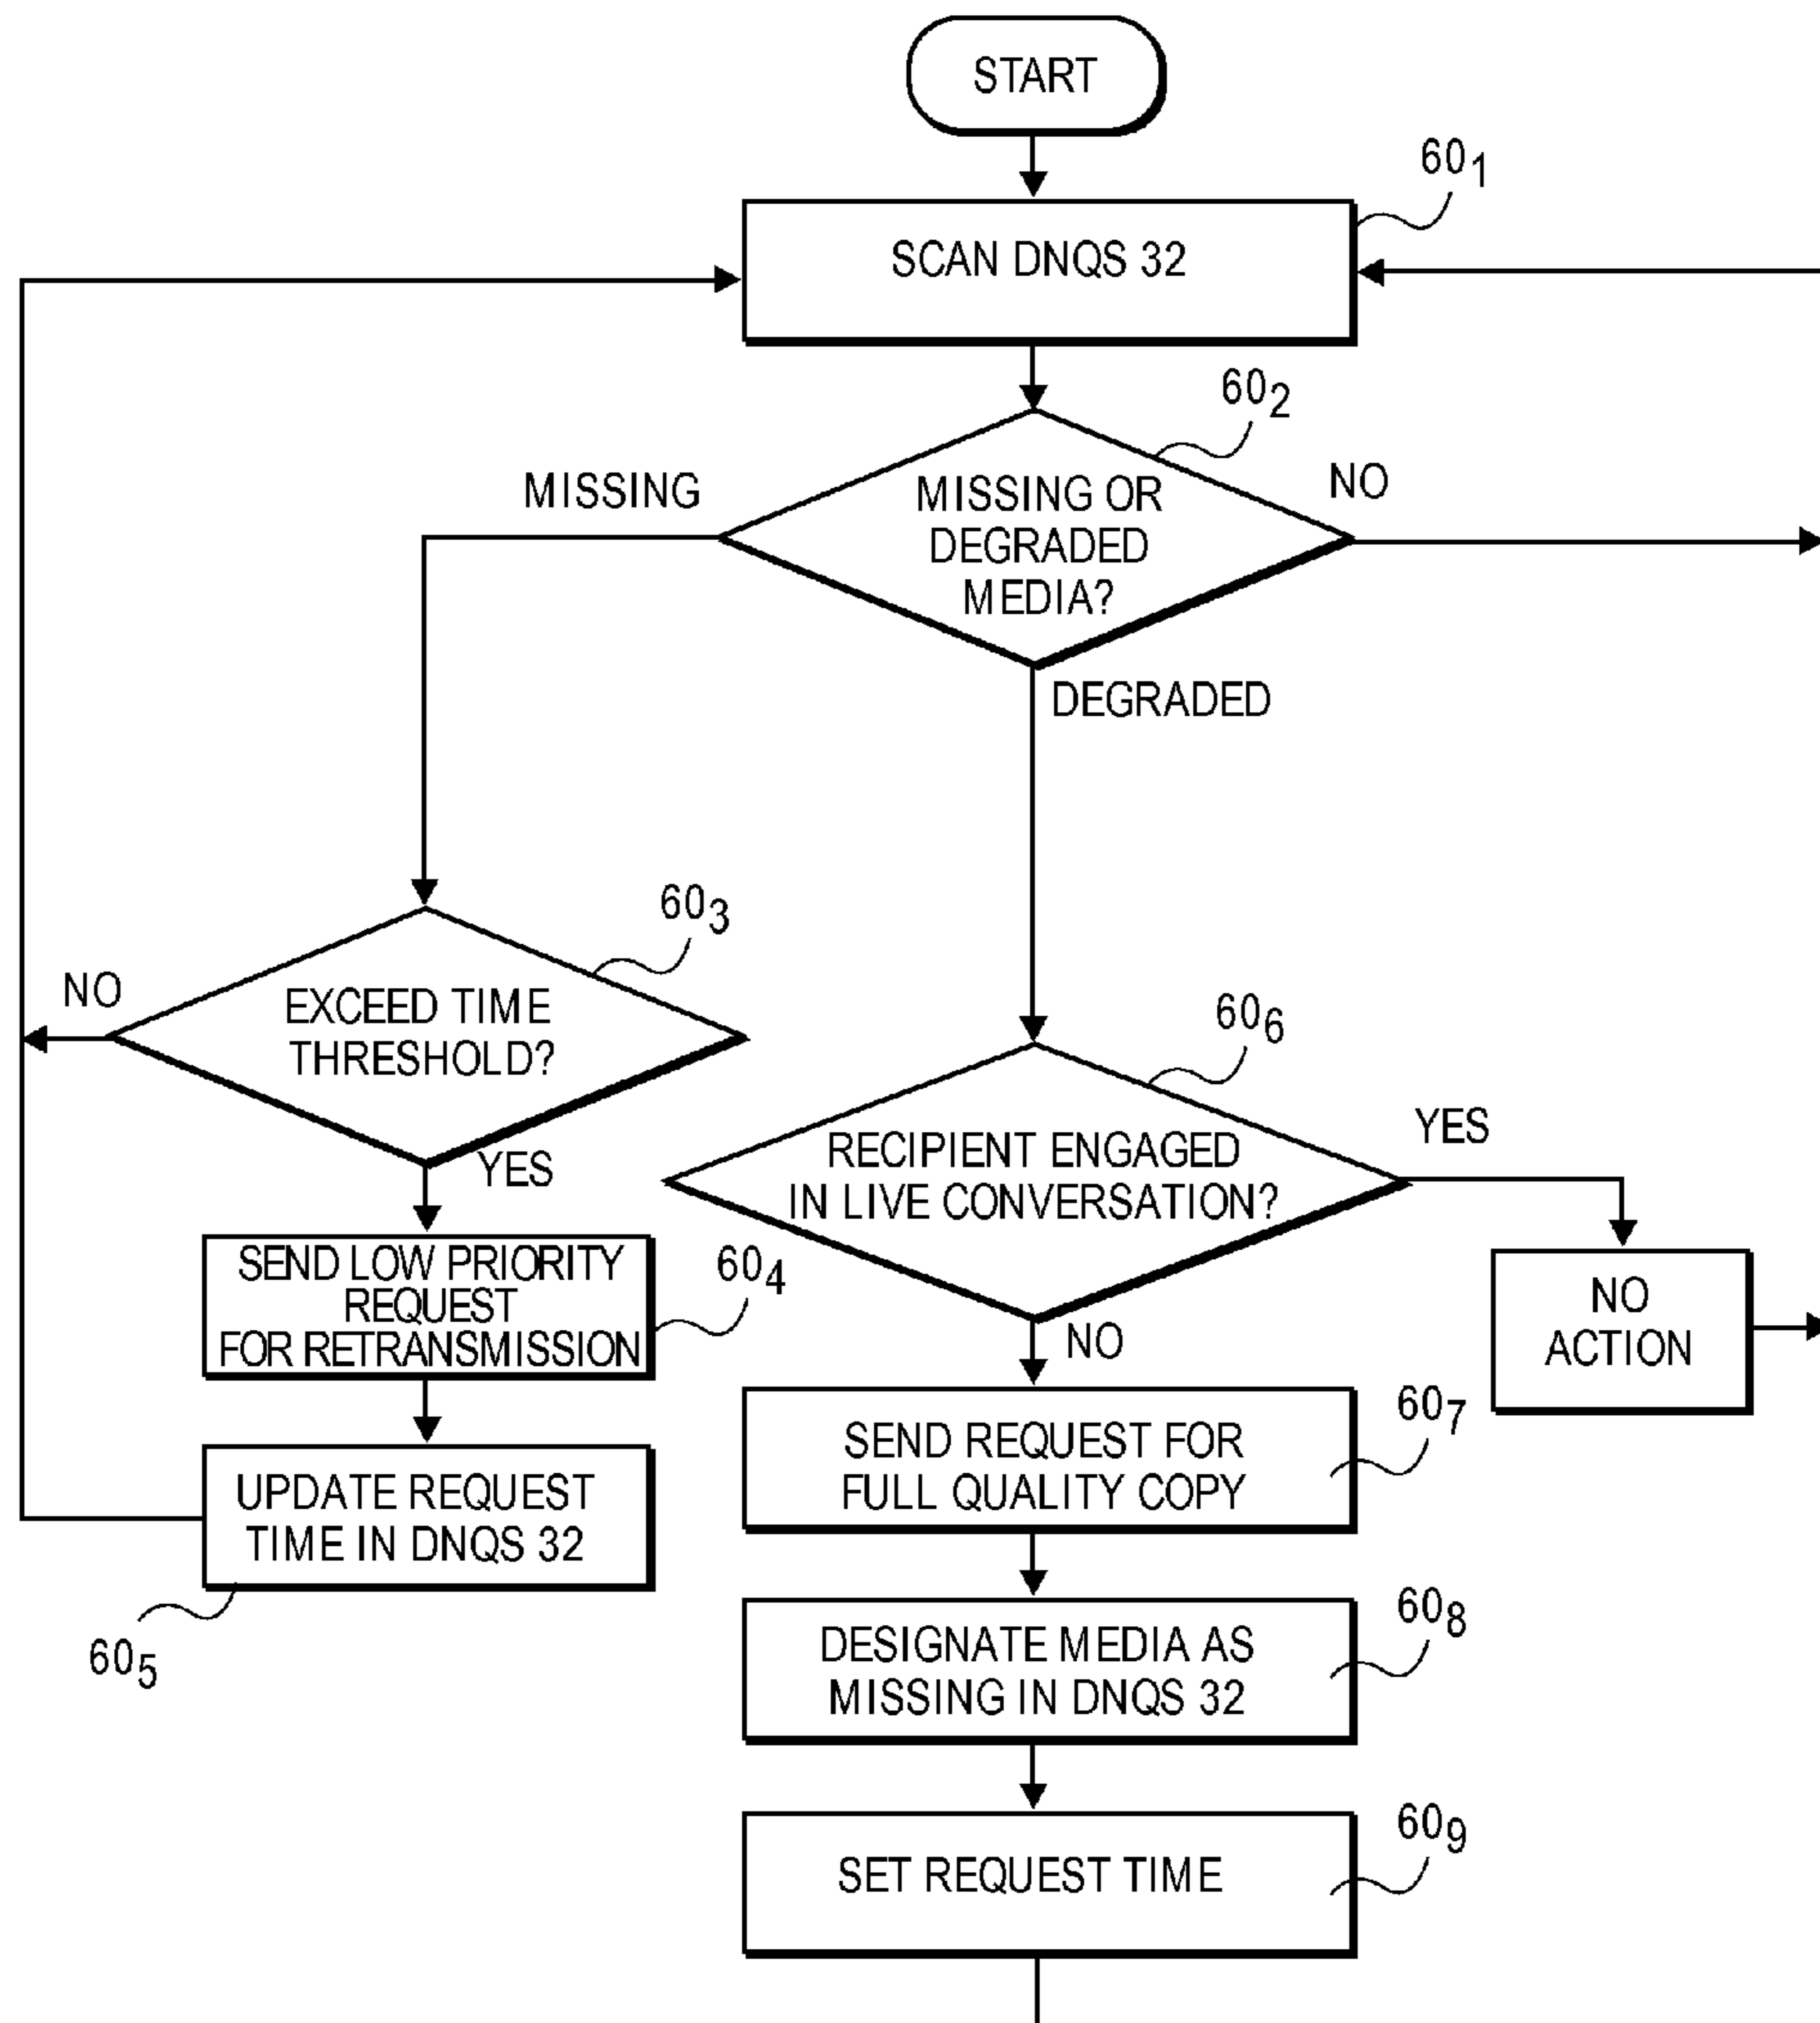 START
60₁
SCAN DNQS 32
60₂
MISSING
MISSING OR
DEGRADED
MEDIA?
NO
DEGRADED
60₃
NO
EXCEED TIME
THRESHOLD?
YES
60₆
RECIPIENT ENGAGED
IN LIVE CONVERSATION?
YES
NO
SEND LOW PRIORITY
REQUEST
FOR RETRANSMISSION
60₄
NO
ACTION
UPDATE REQUEST
TIME IN DNQS 32
60₅
SEND REQUEST FOR
FULL QUALITY COPY
60₇
DESIGNATE MEDIA AS
MISSING IN DNQS 32
60₈
SET REQUEST TIME
60₉